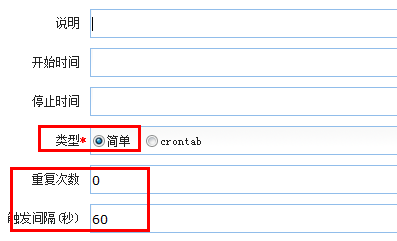 说明
开始时间
停止时间
类型* 简单 crontab
重复次数 0
触发间隔(秒) 60